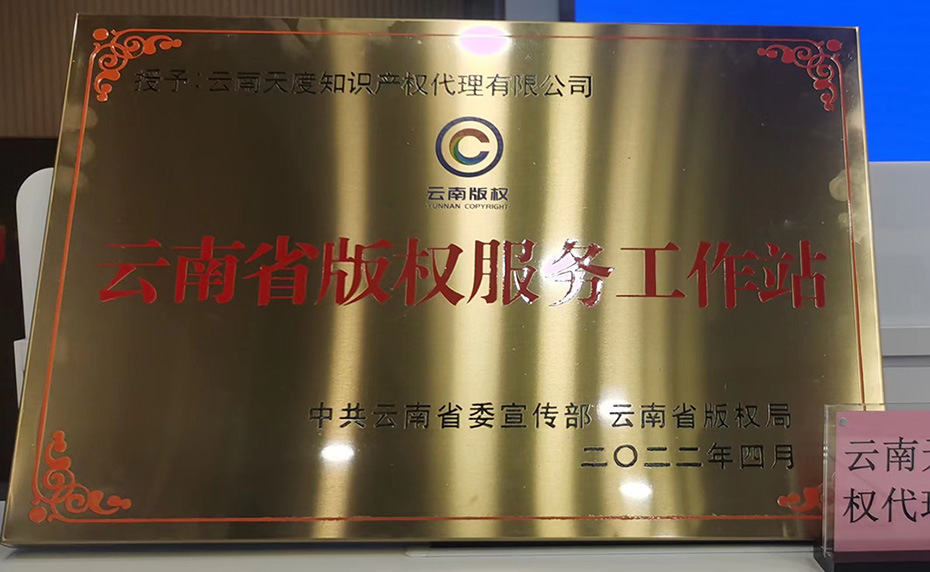 授予：云南天度知识产权代理有限公司
云南版权
YUNNAN COPYRIGHT
云南省版权服务工作站
中共云南省委宣传部 云南省版权局
二〇二二年四月
云南天
权代理